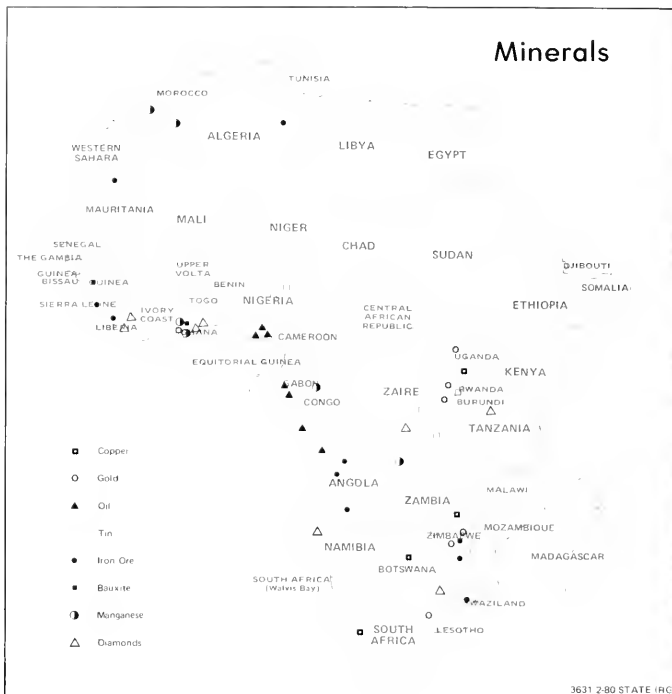 Minerals
TUNISIA
MOROCCO
ALGERIA
LIBYA
EGYPT
WESTERN
SAHARA
MAURITANIA
MALI
NIGER
CHAD
SUDAN
SENEGAL
THE GAMBIA
GUINEA-
BISSAU
GUINEA
UPPER
VOLTA
BENIN
DJIBOUTI
SOMALIA
SIERRA LEONE
IVORY
COAST
TOGO
NIGERIA
CENTRAL
AFRICAN
REPUBLIC
ETHIOPIA
LIBERIA
GHANA
CAMEROON
EQUITORIAL GUINEA
UGANDA
KENYA
GABON
CONGO
ZAIRE
RWANDA
BURUNDI
TANZANIA
ANGOLA
ZAMBIA
MALAWI
ZIMBABWE
MOZAMBIQUE
NAMIBIA
BOTSWANA
MADAGASCAR
SOUTH AFRICA
(Walvis Bay)
SWAZILAND
SOUTH
AFRICA
LESOTHO
Copper
Gold
Oil
Tin
Iron Ore
Bauxite
Manganese
Diamonds
3631 2-80 STATE (RG